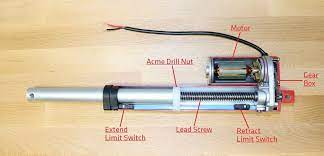 Motor
Acme Drill Nut
Gear
Box
Extend
Limit Switch
Lead Screw
Retract
Limit Switch